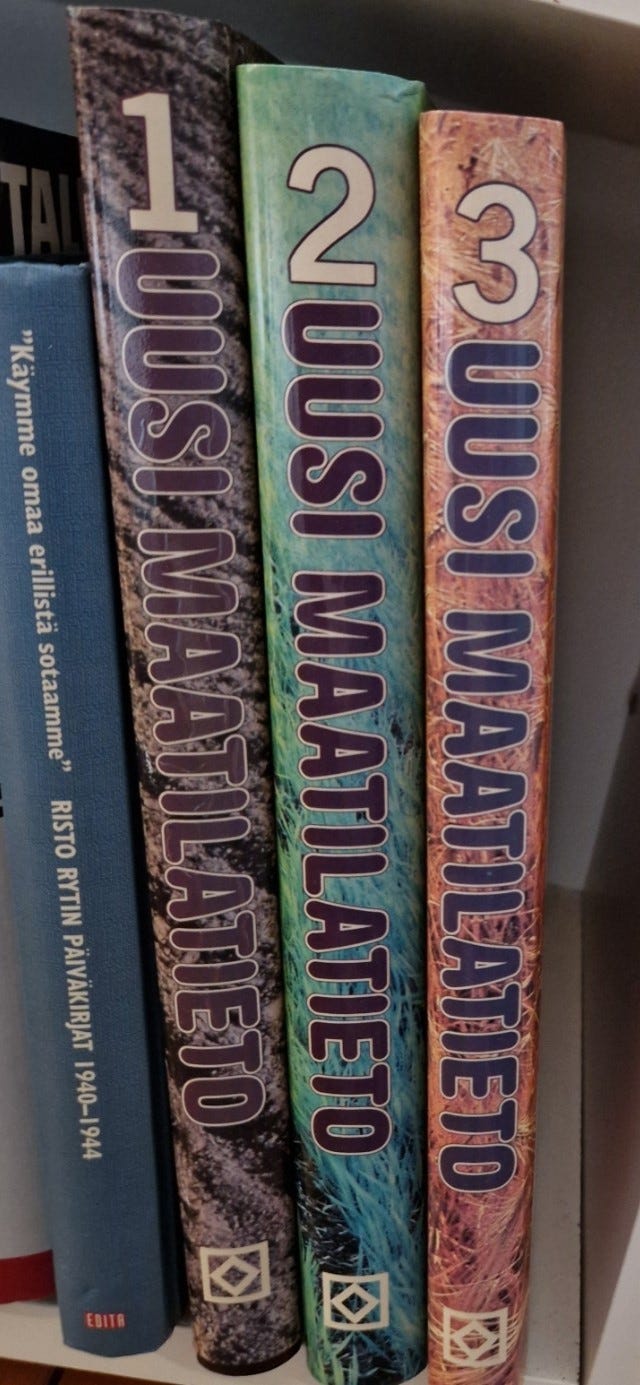 TAL
"Käymme omaa erillistä sotaamme" RISTO RYTIN PÄIVÄKIRJAT 1940–1944
EDITA
1 UUSI MAATILATIETO
2 UUSI MAATILATIETO
3 UUSI MAATILATIETO